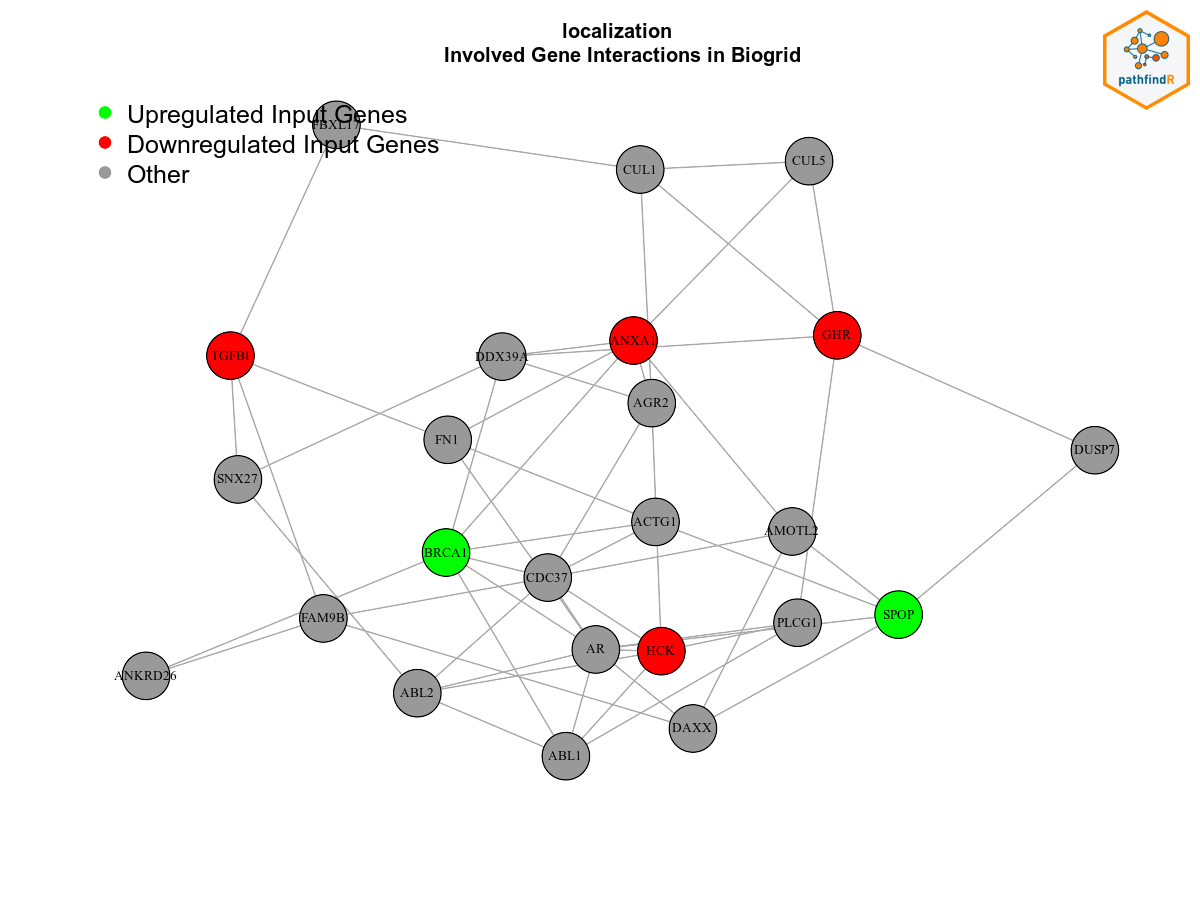 localization
Involved Gene Interactions in Biogrid
pathfindR
Upregulated Input Genes
Downregulated Input Genes
Other
FBXL17
CUL1
CUL5
TGFBI
DDX39A
ANXA1
GHR
AGR2
FN1
DUSP7
SNX27
ACTG1
AMOTL2
BRCA1
CDC37
FAM9B
PLCG1
SPOP
AR
HCK
ANKRD26
ABL2
DAXX
ABL1